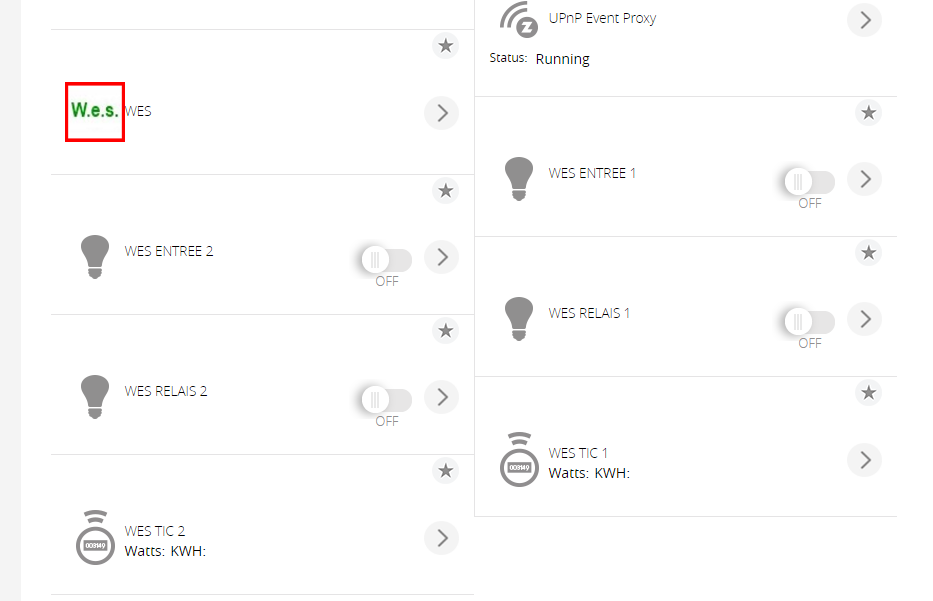 W.e.s.
WES
WES ENTREE 2
OFF
WES RELAIS 2
OFF
003149
WES TIC 2
Watts: KWH:
Z
UPnP Event Proxy
Status: Running
WES ENTREE 1
OFF
WES RELAIS 1
OFF
003149
WES TIC 1
Watts: KWH: